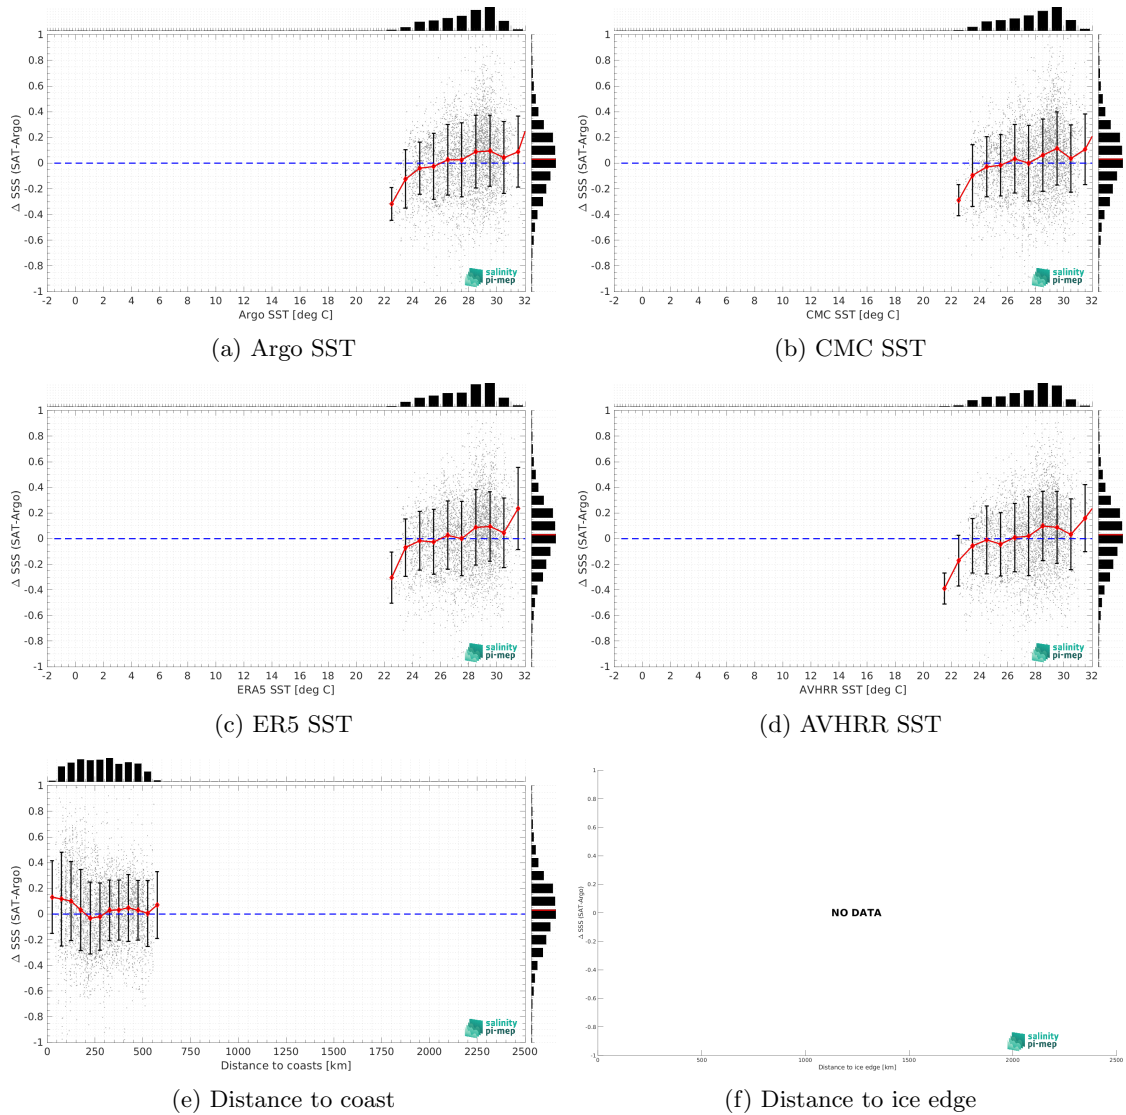 1
0.8
0.6
0.4
0.2
0
-0.2
-0.4
-0.6
-0.8
-1
Δ SSS (SAT-Argo)
salinity
pi-mep
-2 0 2 4 6 8 10 12 14 16 18 20 22 24 26 28 30 32
Argo SST [deg C]
(a) Argo SST
1
0.8
0.6
0.4
0.2
0
-0.2
-0.4
-0.6
-0.8
-1
Δ SSS (SAT-Argo)
salinity
pi-mep
-2 0 2 4 6 8 10 12 14 16 18 20 22 24 26 28 30 32
CMC SST [deg C]
(b) CMC SST
1
0.8
0.6
0.4
0.2
0
-0.2
-0.4
-0.6
-0.8
-1
Δ SSS (SAT-Argo)
salinity
pi-mep
-2 0 2 4 6 8 10 12 14 16 18 20 22 24 26 28 30 32
ERA5 SST [deg C]
(c) ER5 SST
1
0.8
0.6
0.4
0.2
0
-0.2
-0.4
-0.6
-0.8
-1
Δ SSS (SAT-Argo)
salinity
pi-mep
-2 0 2 4 6 8 10 12 14 16 18 20 22 24 26 28 30 32
AVHRR SST [deg C]
(d) AVHRR SST
1
0.8
0.6
0.4
0.2
0
-0.2
-0.4
-0.6
-0.8
-1
Δ SSS (SAT-Argo)
salinity
pi-mep
0 250 500 750 1000 1250 1500 1750 2000 2250 2500
Distance to coasts [km]
(e) Distance to coast
1
0.8
0.6
0.4
0.2
0
-0.2
-0.4
-0.6
-0.8
-1
Δ SSS (SAT-Argo)
NO DATA
salinity
pi-mep
0 500 1000 1500 2000 2500
Distance to ice edge [km]
(f) Distance to ice edge